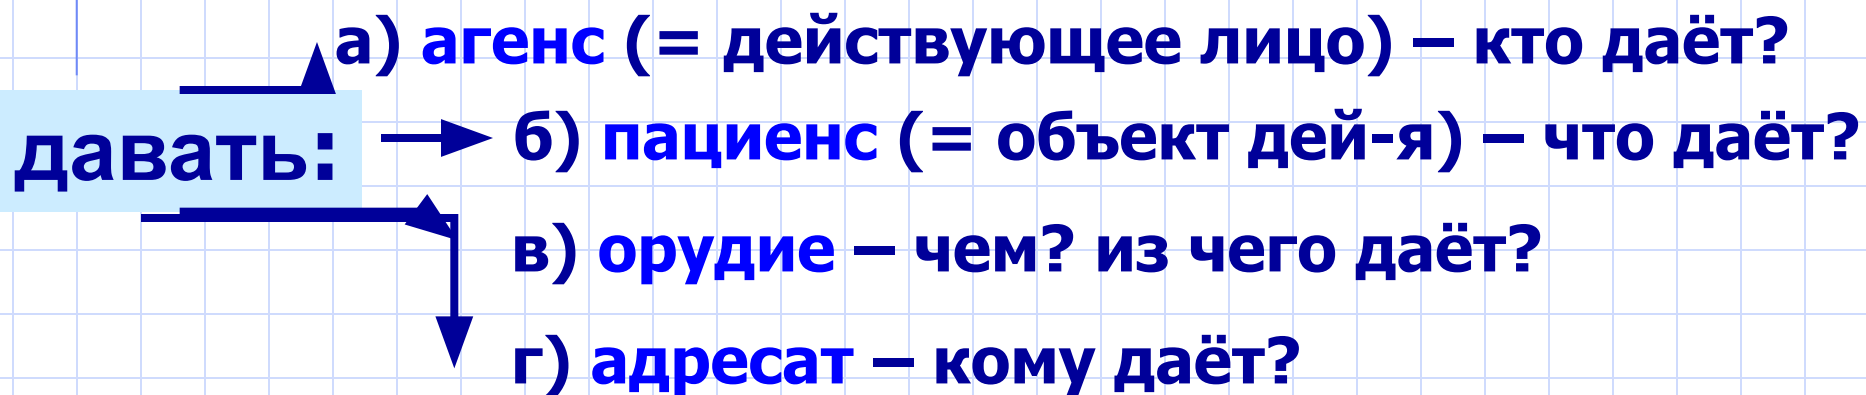 а) агенс (= действующее лицо) – кто даёт?
давать:
б) пациенс (= объект дей-я) – что даёт?
в) орудие – чем? из чего даёт?
г) адресат – кому даёт?